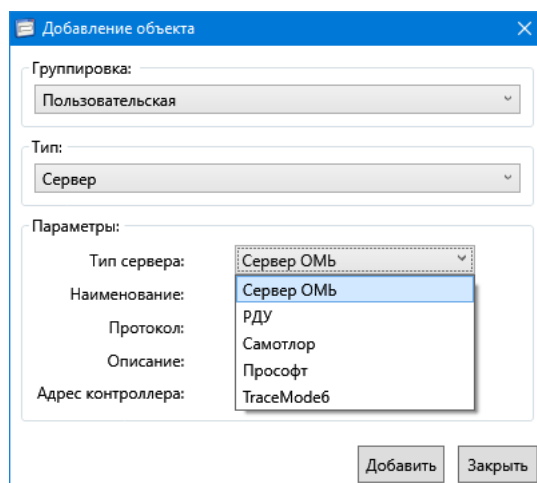 Добавление объекта
Группировка:
Пользовательская
Тип:
Сервер
Параметры:
Тип сервера: Сервер ОМЬ
Наименование: Сервер ОМЬ
РДУ
Протокол: Самотлор
Описание: Прософт
Адрес контроллера: TraceMode6
Добавить Закрыть